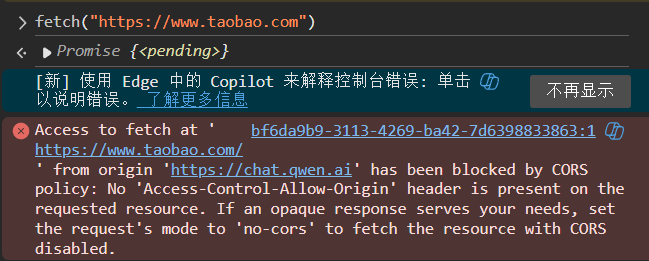 fetch("https://www.taobao.com")
Promise {<pending>}
[新] 使用 Edge 中的 Copilot 来解释控制台错误: 单击
以说明错误。 了解更多信息
不再显示
Access to fetch at ' bf6da9b9-3113-4269-ba42-7d6398833863:1
https://www.taobao.com/
' from origin 'https://chat.qwen.ai' has been blocked by CORS
policy: No 'Access-Control-Allow-Origin' header is present on the
requested resource. If an opaque response serves your needs, set
the request's mode to 'no-cors' to fetch the resource with CORS
disabled.